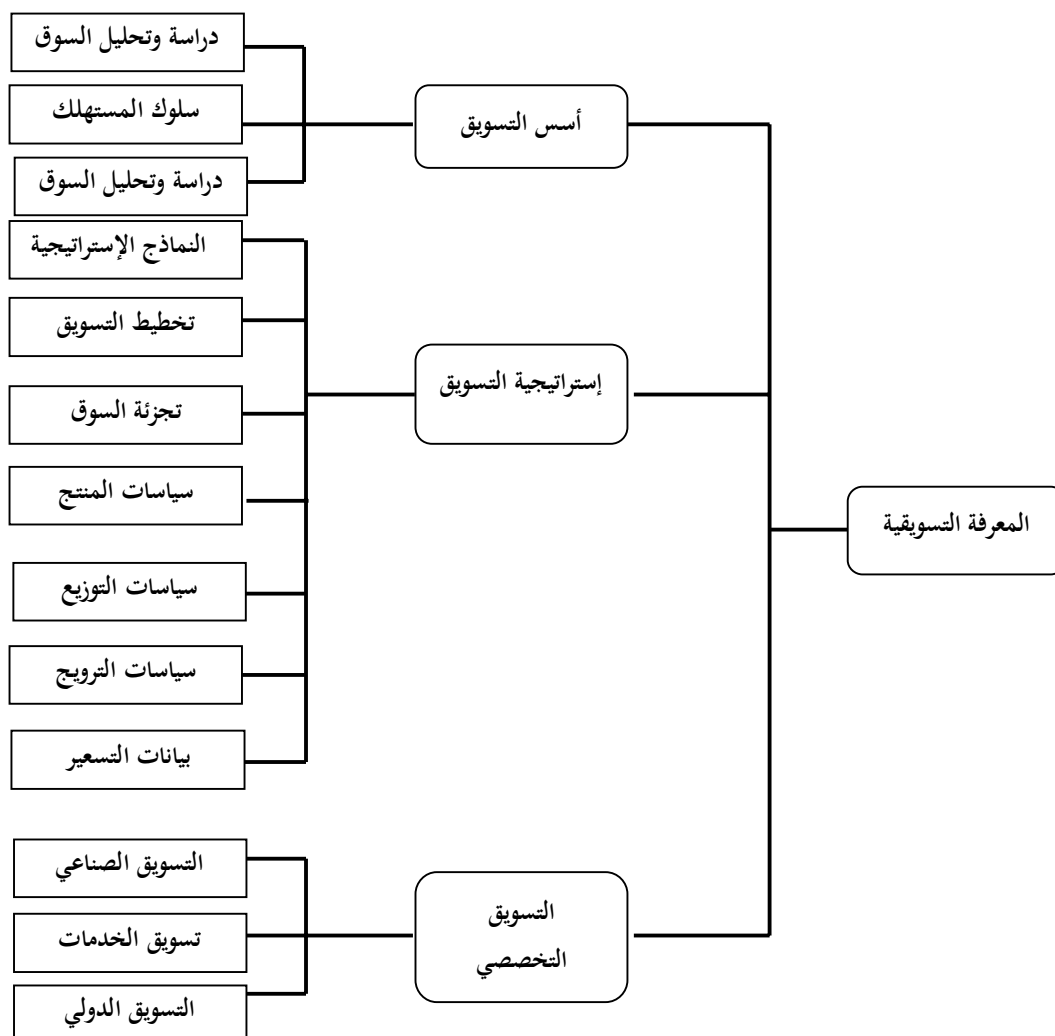 المعرفة التسويقية
أسس التسويق
دراسة وتحليل السوق
سلوك المستهلك
دراسة وتحليل السوق
إستراتيجية التسويق
النماذج الإستراتيجية
تخطيط التسويق
تجزئة السوق
سياسات المنتج
سياسات التوزيع
سياسات الترويج
بيانات التسعير
التسويق
التخصصي
التسويق الصناعي
تسويق الخدمات
التسويق الدولي